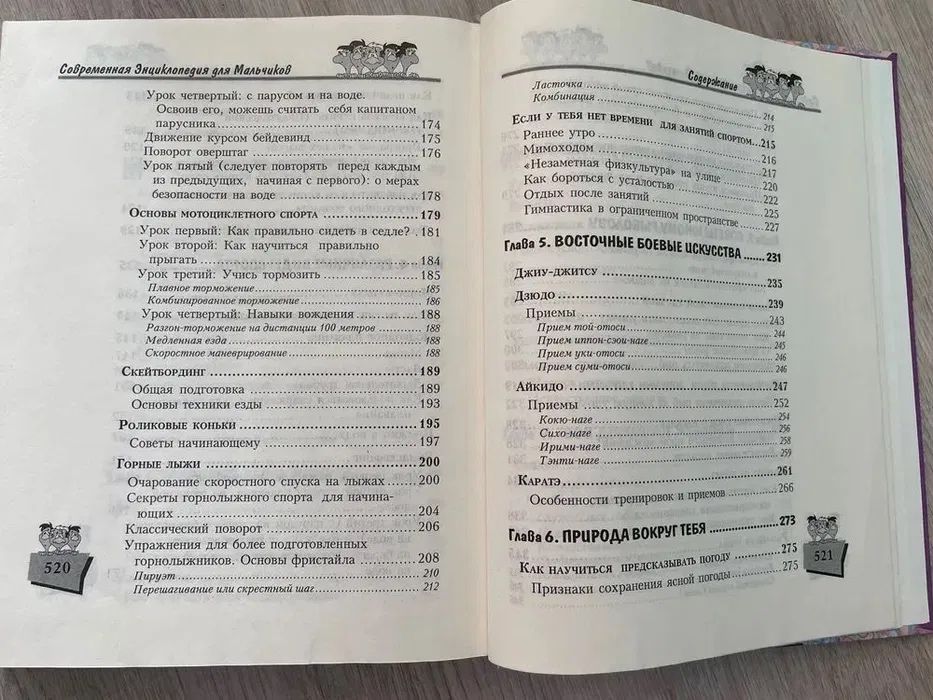 Современная Энциклопедия для Мальчиков
Урок четвертый: с парусом и на воде.
Освоив его, можешь считать себя капитаном
парусника ..... 174
Движение курсом бейдевинд ..... 175
Поворот оверштаг ..... 176
Урок пятый (следует повторять перед каждым
из предыдущих, начиная с первого): о мерах
безопасности на воде ..... 178
Основы мотоциклетного спорта ..... 179
Урок первый: Как правильно сидеть в седле? . 181
Урок второй: Как научиться правильно
прыгать ..... 184
Урок третий: Учись тормозить ..... 185
Плавное торможение ..... 185
Комбинированное торможение ..... 186
Урок четвертый: Навыки вождения ..... 188
Разгон-торможение на дистанции 100 метров ..... 188
Медленная езда ..... 188
Скоростное маневрирование ..... 188
Скейтбординг ..... 189
Общая подготовка ..... 189
Основы техники езды ..... 193
Роликовые коньки ..... 195
Советы начинающему ..... 197
Горные лыжи ..... 200
Очарование скоростного спуска на лыжах ..... 200
Секреты горнолыжного спорта для начина-
ющих ..... 204
Классический поворот ..... 206
Упражнения для более подготовленных
горнолыжников. Основы фристайла ..... 208
Пируэт ..... 210
Перешагивание или скрестный шаг ..... 212
520
Содержание
Ласточка ..... 214
Комбинация ..... 215
Если у тебя нет времени для занятий спортом ... 215
Раннее утро ..... 216
Мимоходом ..... 217
«Незаметная физкультура» на улице ..... 220
Как бороться с усталостью ..... 222
Отдых после занятий ..... 225
Гимнастика в ограниченном пространстве ..... 227
Глава 5. ВОСТОЧНЫЕ БОЕВЫЕ ИСКУССТВА ..... 231
Джиу-джитсу ..... 235
Дзюдо ..... 239
Приемы ..... 243
Прием той-отоси ..... 244
Прием иппон-сэои-наге ..... 245
Прием уки-отоси ..... 246
Прием суми-отоси ..... 246
Айкидо ..... 247
Приемы ..... 252
Кокю-наге ..... 254
Сихо-наге ..... 256
Ирими-наге ..... 258
Тэнти-наге ..... 259
Каратэ ..... 261
Особенности тренировок и приемов ..... 266
Глава 6. ПРИРОДА ВОКРУГ ТЕБЯ ..... 273
Как научиться предсказывать погоду ..... 275
Признаки сохранения ясной погоды ..... 275
521